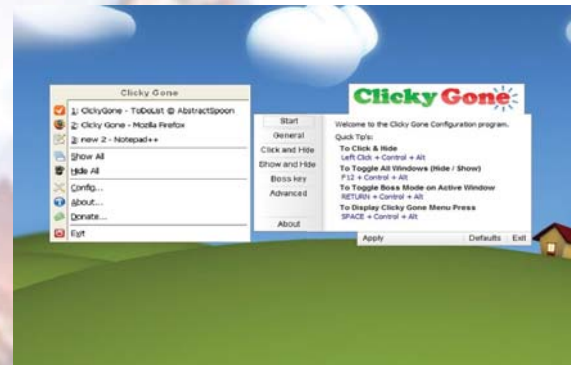 Clicky Gone
1: ClickyGone - ToDoList © AbstractSpoon
2: Clicky Gone - Mozilla Firefox
3: new 2 - Notepad++
Show All
Hide All
Config...
About...
Donate...
Exit
Clicky Gone
Start
General
Click and Hide
Show and Hide
Boss key
Advanced
About
Welcome to the Clicky Gone Configuration program.
Quick Tip's:
To Click & Hide
Left Click + Control + Alt
To Toggle All Windows (Hide / Show)
F12 + Control + Alt
To Toggle Boss Mode on Active Window
RETURN + Control + Alt
To Display Clicky Gone Menu Press
SPACE + Control + Alt
Apply Defaults Exit